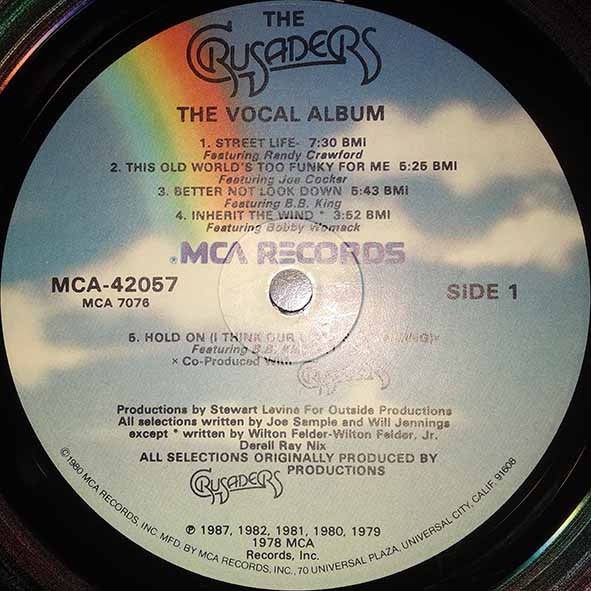 THE
CRUSADERS
THE VOCAL ALBUM
1. STREET LIFE- 7:30 BMI
Featuring Randy Crawford
2. THIS OLD WORLD'S TOO FUNKY FOR ME 5:25 BMI
Featuring Joe Cocker
3. BETTER NOT LOOK DOWN 5:43 BMI
Featuring B.B. King
4. INHERIT THE WIND * 3:52 BMI
Featuring Bobby Womack
MCA RECORDS
MCA-42057
MCA 7076
SIDE 1
5. HOLD ON (I THINK OUR
Featuring B.B.
× Co-Produced With
CRUSADERS
Productions by Stewart Levine For Outside Productions
All selections written by Joe Sample and Will Jennings
except * written by Wilton Felder-Wilton Felder, Jr.
Derell Ray Nix
ALL SELECTIONS ORIGINALLY PRODUCED BY
CRUSADERS PRODUCTIONS
℗ 1987, 1982, 1981, 1980, 1979
1978 MCA
Records, Inc.
©1980 MCA RECORDS, INC. MFD. BY MCA RECORDS, INC., 70 UNIVERSAL PLAZA, UNIVERSAL CITY, CALIF. 91608